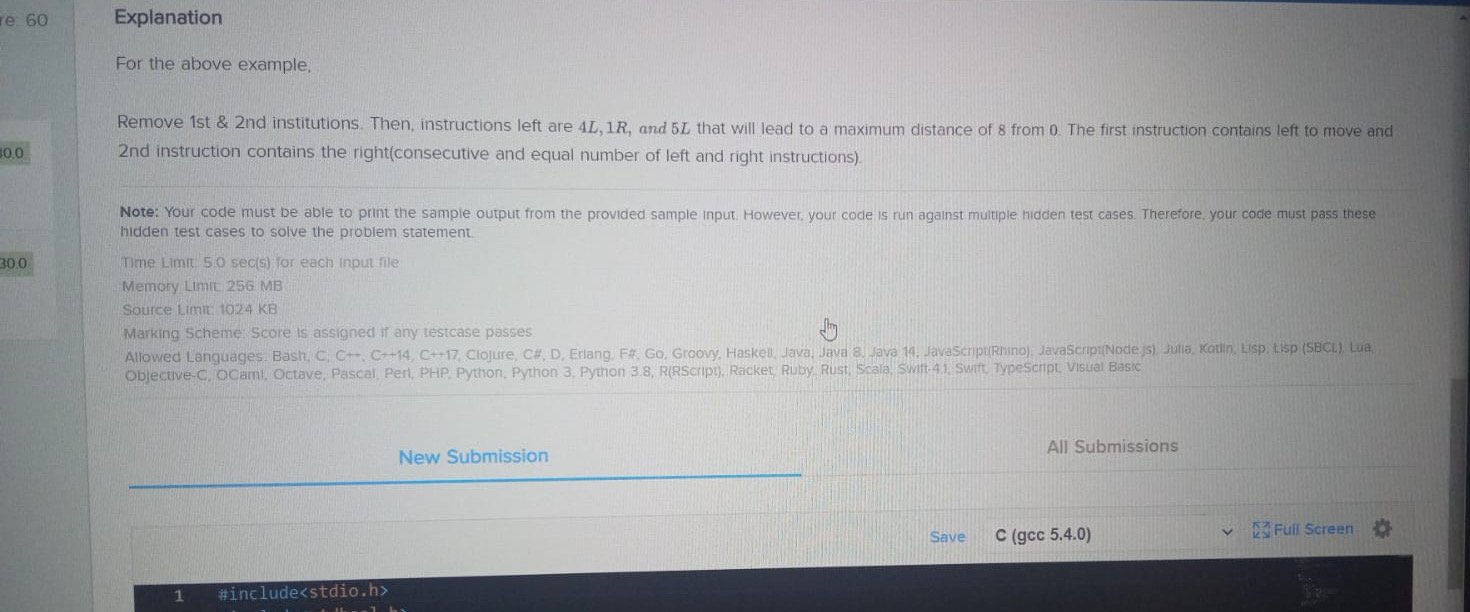 re: 60
Explanation
For the above example,
Remove 1st & 2nd institutions. Then, instructions left are 4L, 1R, and 5L that will lead to a maximum distance of 8 from 0. The first instruction contains left to move and
2nd instruction contains the right(consecutive and equal number of left and right instructions).
30.0
Note: Your code must be able to print the sample output from the provided sample input. However, your code is run against multiple hidden test cases. Therefore, your code must pass these
hidden test cases to solve the problem statement.
30.0
Time Limit: 5.0 sec(s) for each input file
Memory Limit: 256 MB
Source Limit: 1024 KB
Marking Scheme: Score is assigned if any testcase passes
Allowed Languages: Bash, C, C++, C++14, C++17, Clojure, C#, D, Erlang, F#, Go, Groovy, Haskell, Java, Java 8, Java 14, JavaScript(Rhino), JavaScript(Node.js), Julia, Kotlin, Lisp, Lisp (SBCL), Lua,
Objective-C, OCaml, Octave, Pascal, Perl, PHP, Python, Python 3, Python 3.8, R(RScript), Racket, Ruby, Rust, Scala, Swift-4.1, Swift, TypeScript, Visual Basic
New Submission
All Submissions
Save C (gcc 5.4.0) Full Screen
1 #include<stdio.h>